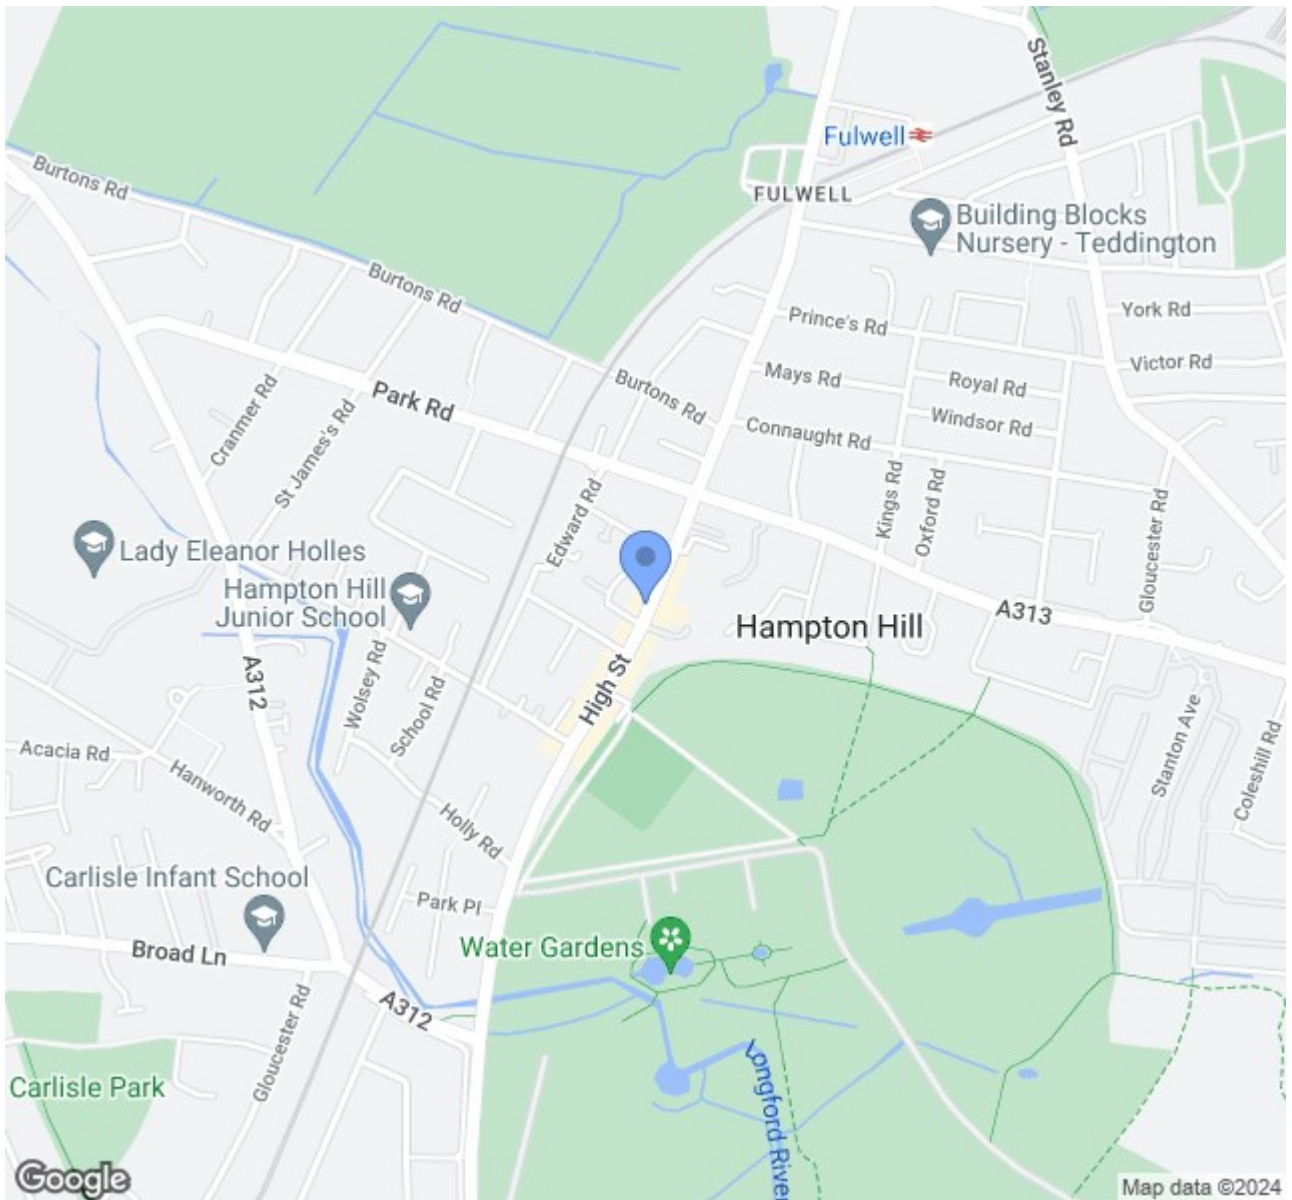 Stanley Rd
Fulwell
Burtons Rd
FULWELL
Building Blocks
Nursery - Teddington
Burtons Rd
York Rd
Prince's Rd
Victor Rd
Mays Rd
Royal Rd
Park Rd
Burtons Rd
Windsor Rd
Cranmer Rd
Connaught Rd
St James's Rd
Kings Rd
Oxford Rd
Edward Rd
Gloucester Rd
Lady Eleanor Holles
Hampton Hill
Junior School
A313
Hampton Hill
A312
Wolsey Rd
School Rd
High St
Stanton Ave
Coleshill Rd
Acacia Rd
Hanworth Rd
Holly Rd
Carlisle Infant School
Park Pl
Water Gardens
Broad Ln
A312
Gloucester Rd
Carlisle Park
Longford River
Google
Map data ©2024